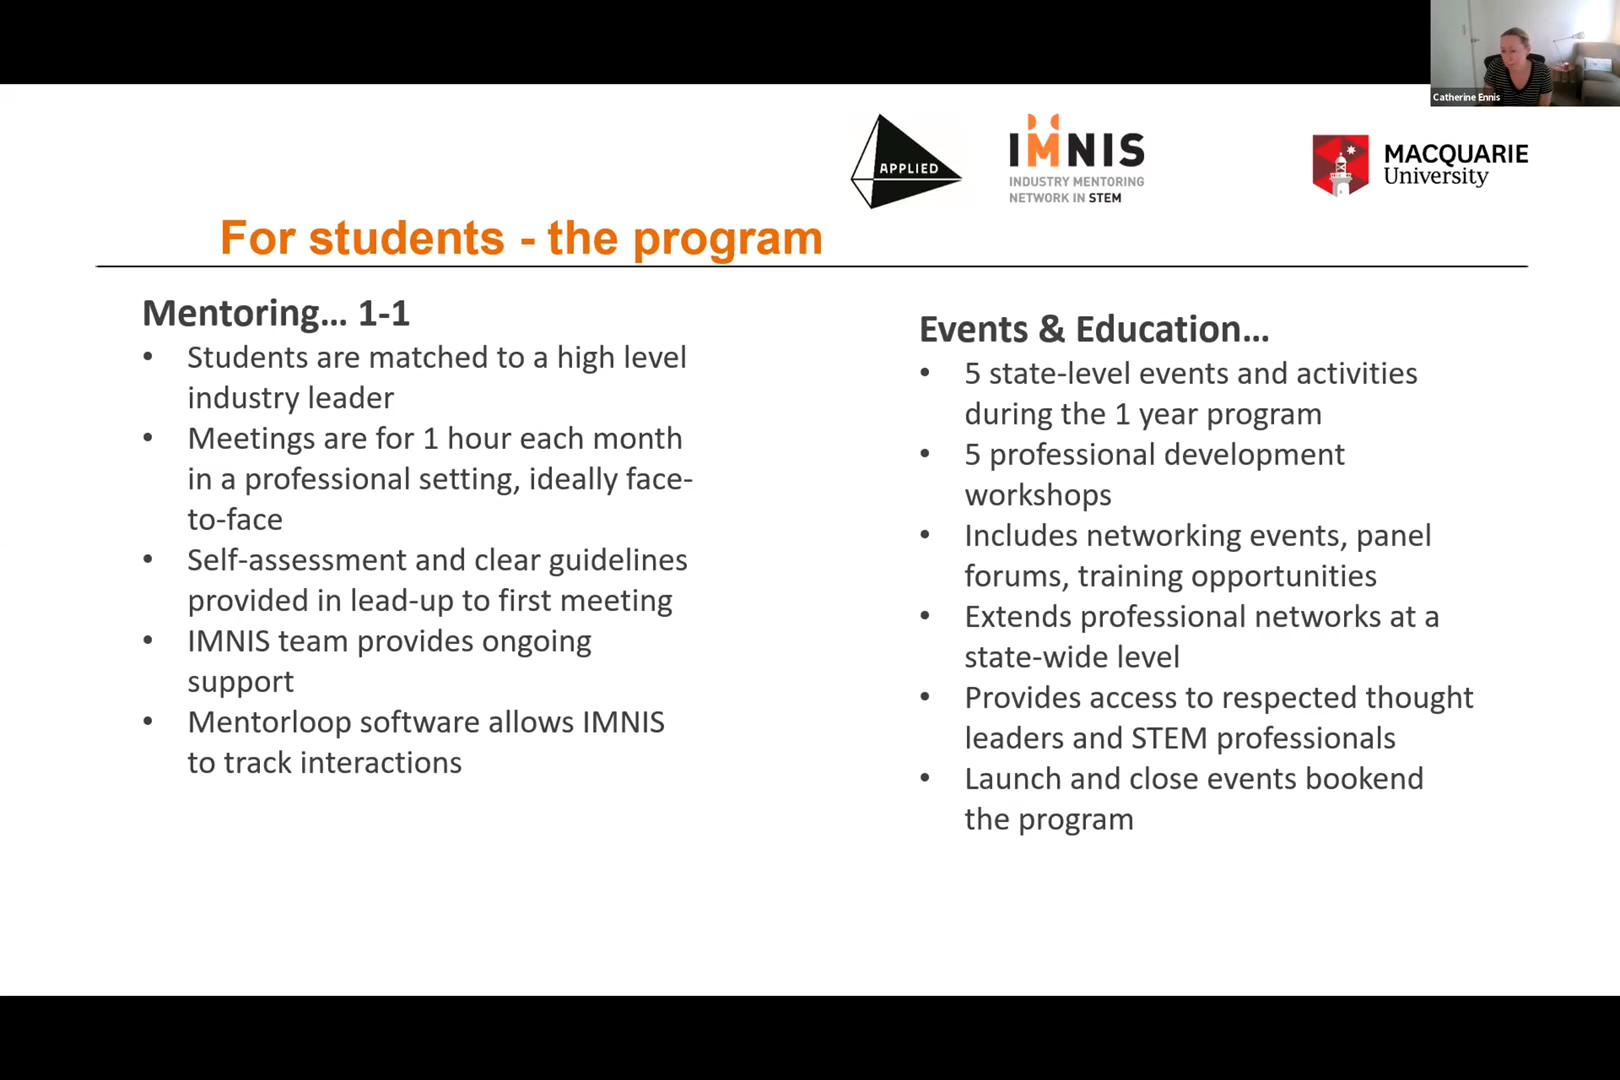 Catherine Ennis
APPLIED
IMNIS
INDUSTRY MENTORING
NETWORK IN STEM
MACQUARIE
University
For students - the program
Mentoring... 1-1
• Students are matched to a high level
industry leader
• Meetings are for 1 hour each month
in a professional setting, ideally face-
to-face
• Self-assessment and clear guidelines
provided in lead-up to first meeting
• IMNIS team provides ongoing
support
• Mentorloop software allows IMNIS
to track interactions
Events & Education...
• 5 state-level events and activities
during the 1 year program
• 5 professional development
workshops
• Includes networking events, panel
forums, training opportunities
• Extends professional networks at a
state-wide level
• Provides access to respected thought
leaders and STEM professionals
• Launch and close events bookend
the program